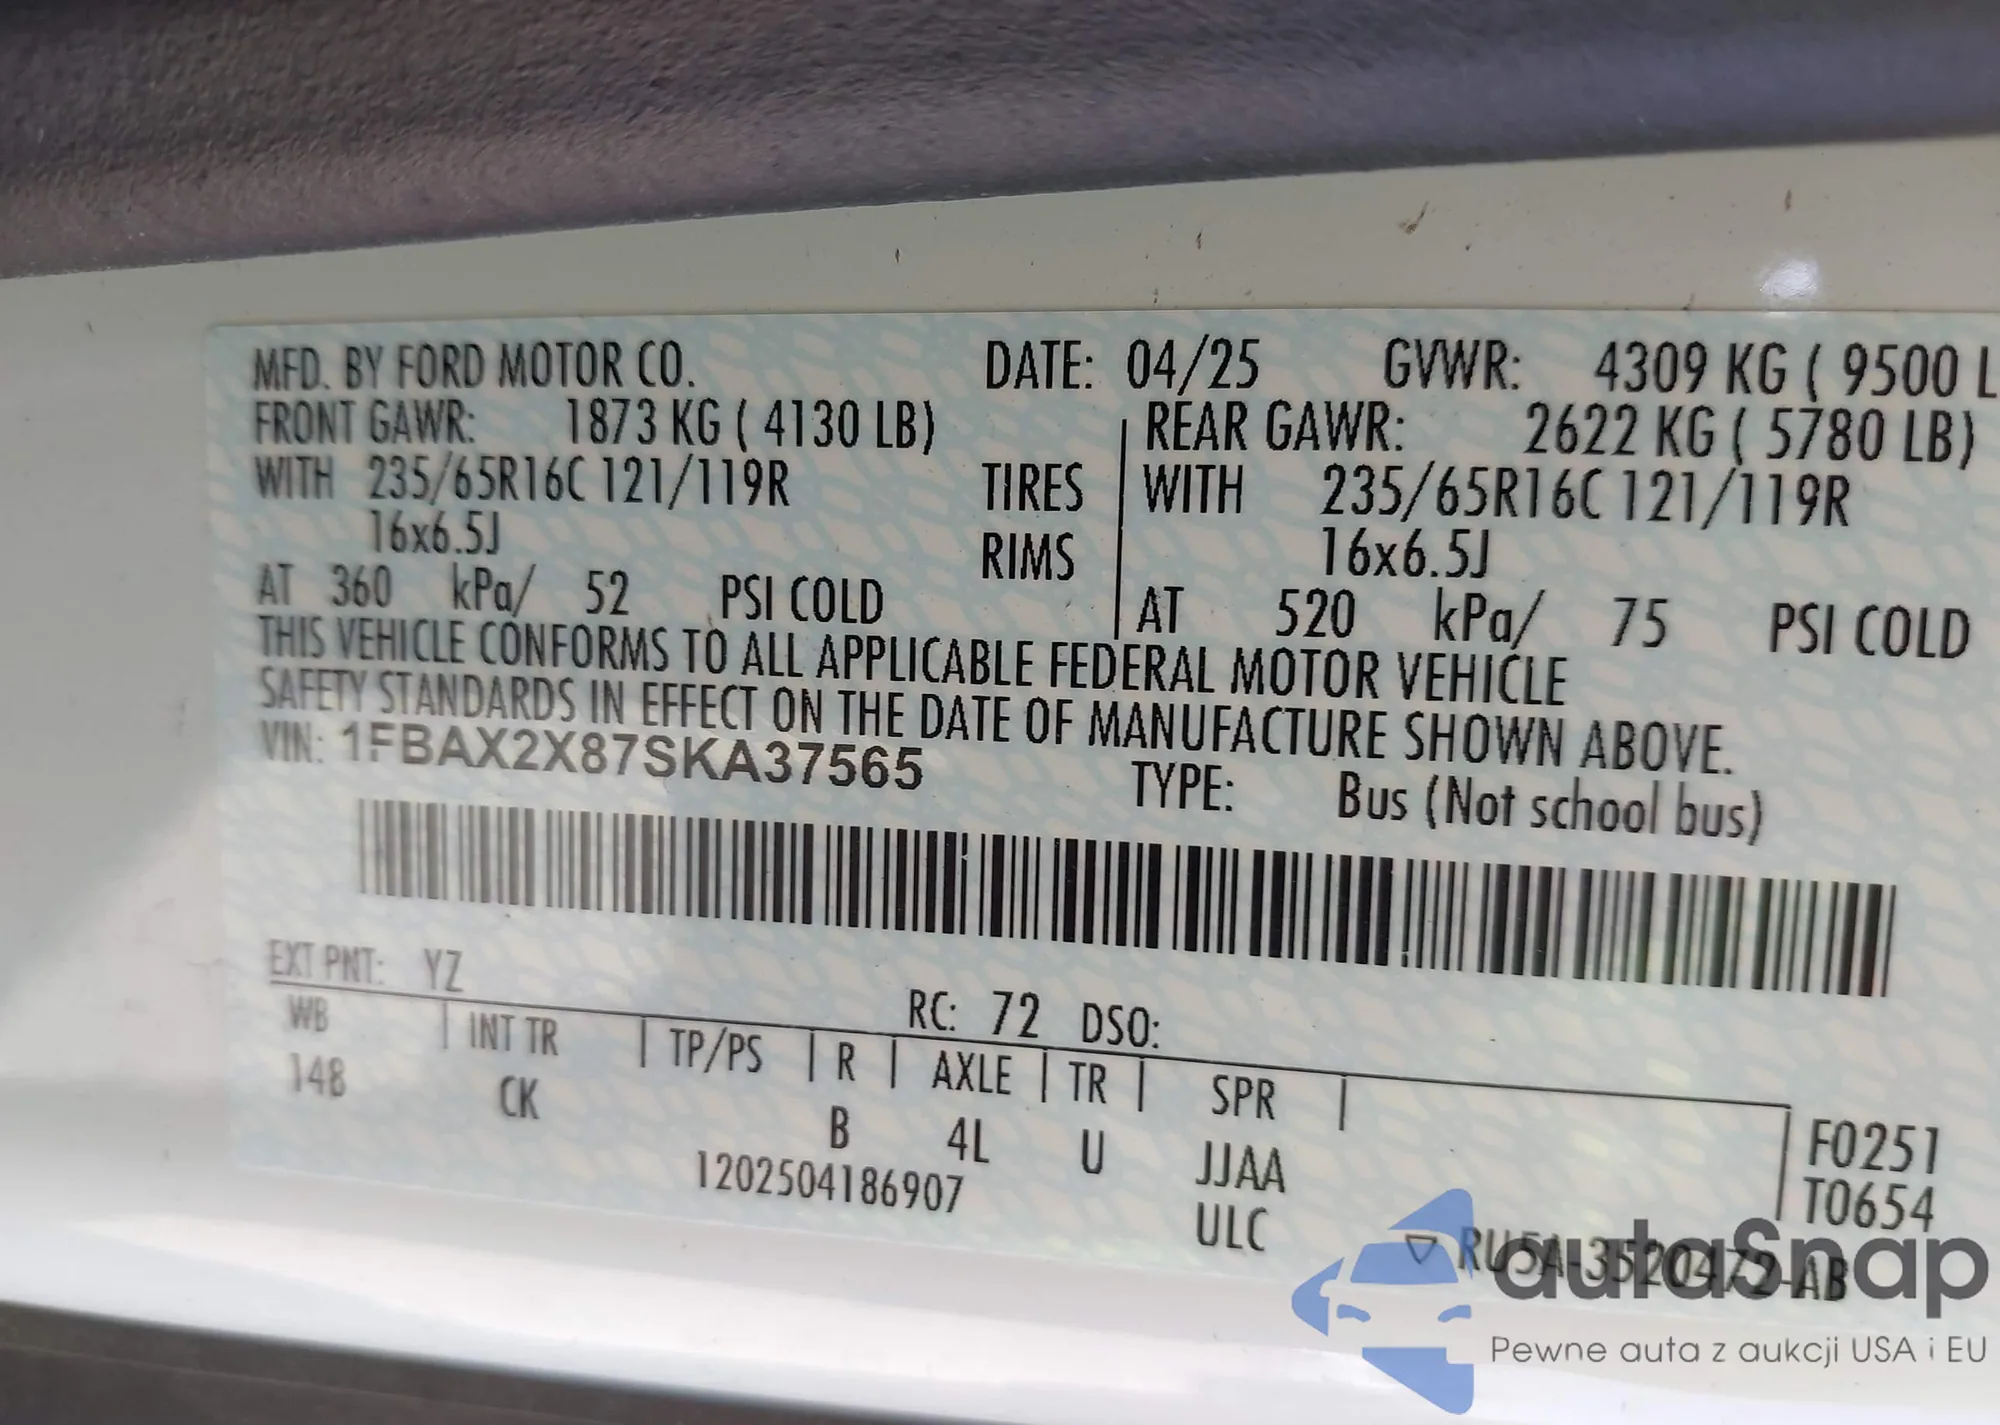 MFD. BY FORD MOTOR CO. DATE: 04/25 GVWR: 4309 KG ( 9500 L
FRONT GAWR: 1873 KG ( 4130 LB) REAR GAWR: 2622 KG ( 5780 LB)
WITH 235/65R16C 121/119R TIRES WITH 235/65R16C 121/119R
16x6.5J RIMS 16x6.5J
AT 360 kPa/ 52 PSI COLD AT 520 kPa/ 75 PSI COLD
THIS VEHICLE CONFORMS TO ALL APPLICABLE FEDERAL MOTOR VEHICLE
SAFETY STANDARDS IN EFFECT ON THE DATE OF MANUFACTURE SHOWN ABOVE.
VIN: 1FBAX2X87SKA37565 TYPE: Bus (Not school bus)
EXT PNT: YZ RC: 72 DSO:
WB | INT TR | TP/PS | R | AXLE | TR | SPR |
148 CK B 4L U JJAA F0251
1202504186907 ULC T0654
▽ RU5A-3520472-AB
autaSnap
Pewne auta z aukcji USA i EU